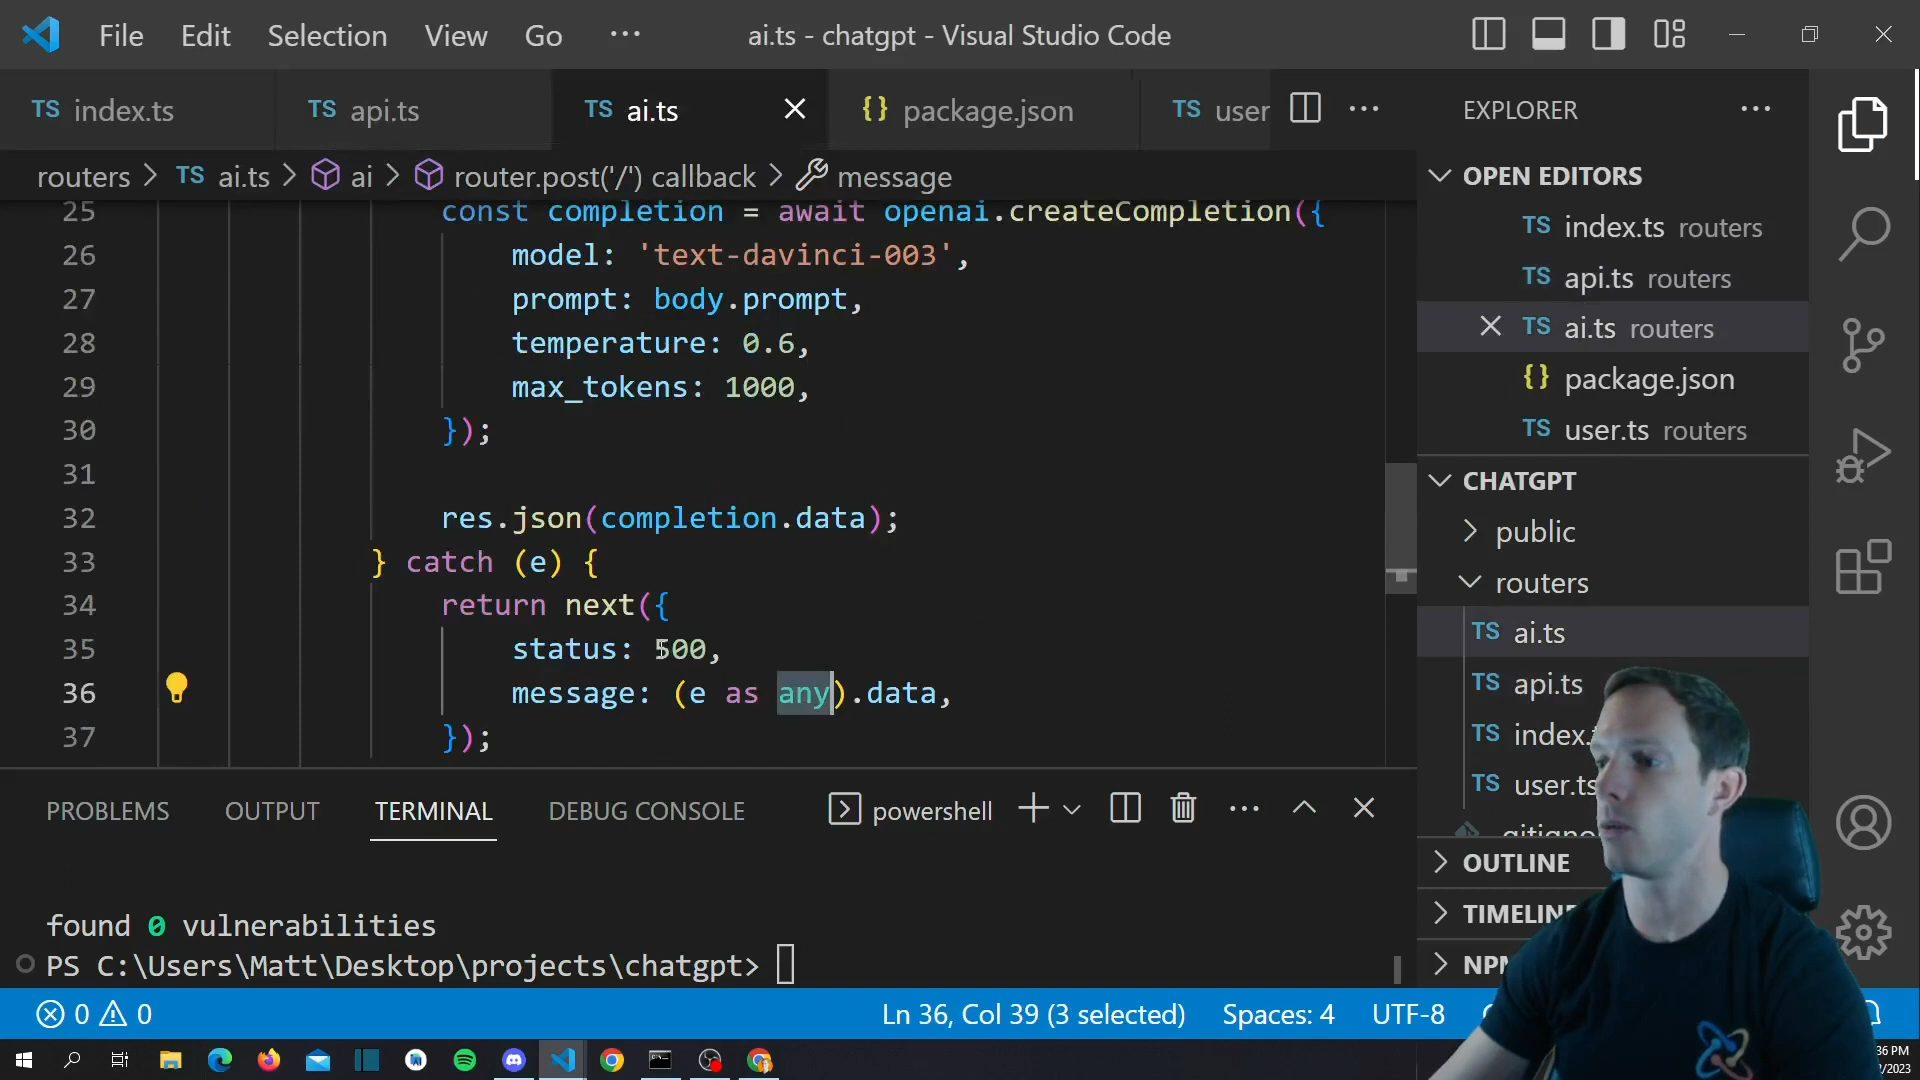 File Edit Selection View Go ai.ts - chatgpt - Visual Studio Code
TS index.ts TS api.ts TS ai.ts {} package.json TS user
routers > TS ai.ts > ai > router.post('/') callback > message
25 const completion = await openai.createCompletion({
26 model: 'text-davinci-003',
27 prompt: body.prompt,
28 temperature: 0.6,
29 max_tokens: 1000,
30 });
31
32 res.json(completion.data);
33 } catch (e) {
34 return next({
35 status: 500,
36 message: (e as any).data,
37 });
PROBLEMS OUTPUT TERMINAL DEBUG CONSOLE powershell
found 0 vulnerabilities
PS C:\Users\Matt\Desktop\projects\chatgpt>
EXPLORER
OPEN EDITORS
TS index.ts routers
TS api.ts routers
TS ai.ts routers
{} package.json
TS user.ts routers
CHATGPT
public
routers
TS ai.ts
TS api.ts
TS index.
TS user.ts
.gitigno
OUTLINE
TIMELINE
NPM
0 0 Ln 36, Col 39 (3 selected) Spaces: 4 UTF-8
:36 PM
/2023